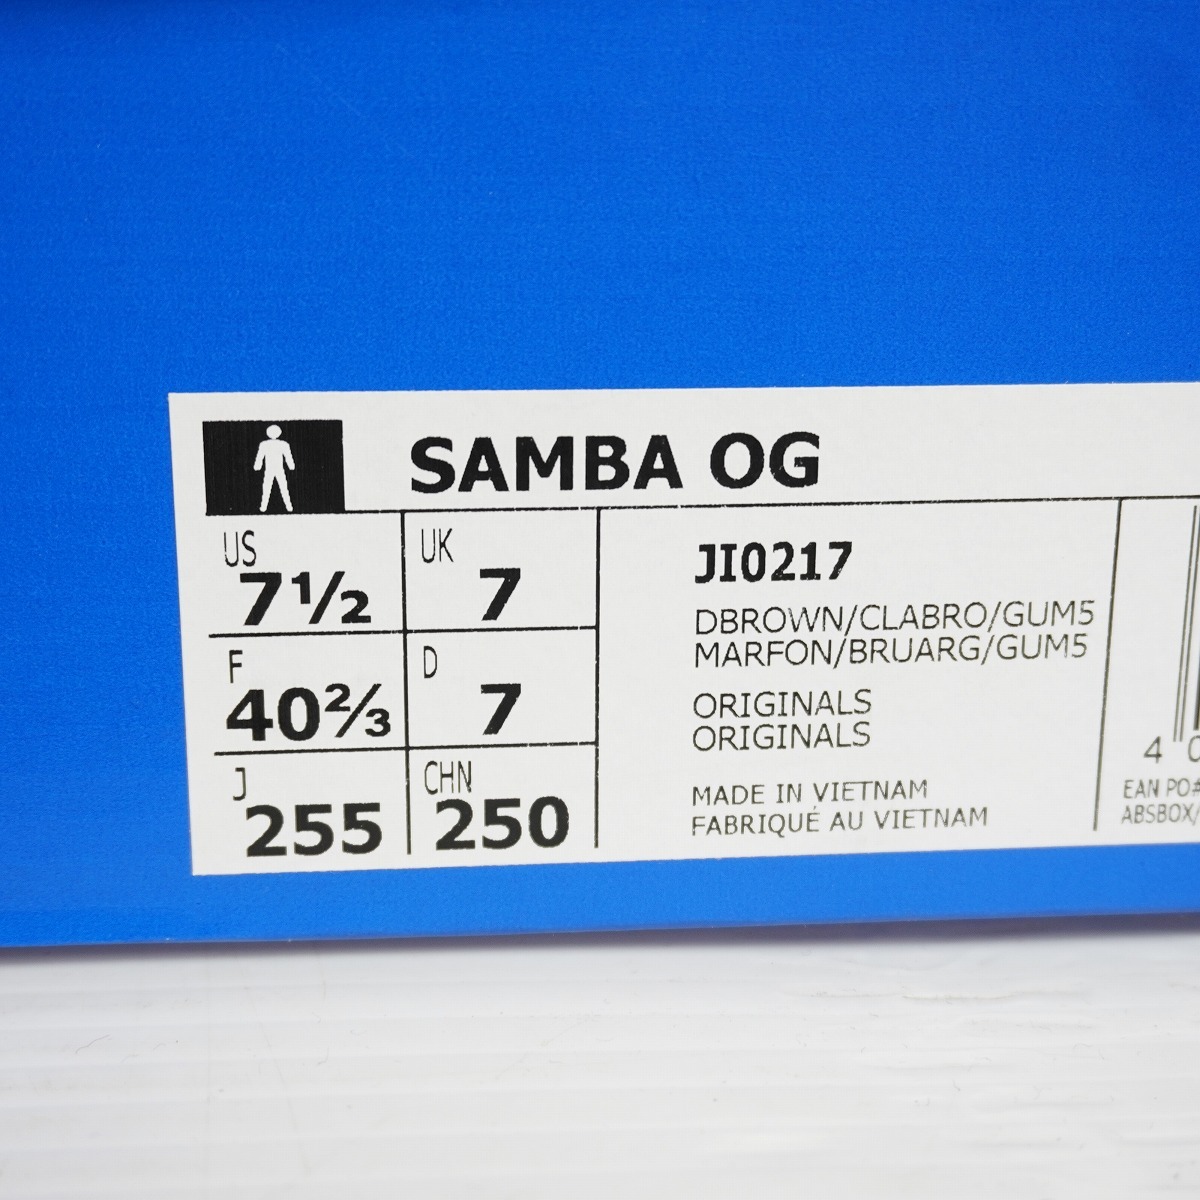 SAMBA OG
US
7½
UK
7
F
40⅔
D
7
J
255
CHN
250
JI0217
DBROWN/CLABRO/GUM5
MARFON/BRUARG/GUM5
ORIGINALS
ORIGINALS
MADE IN VIETNAM
FABRIQUÉ AU VIETNAM
4 0
EAN PO#
ABSBOX/